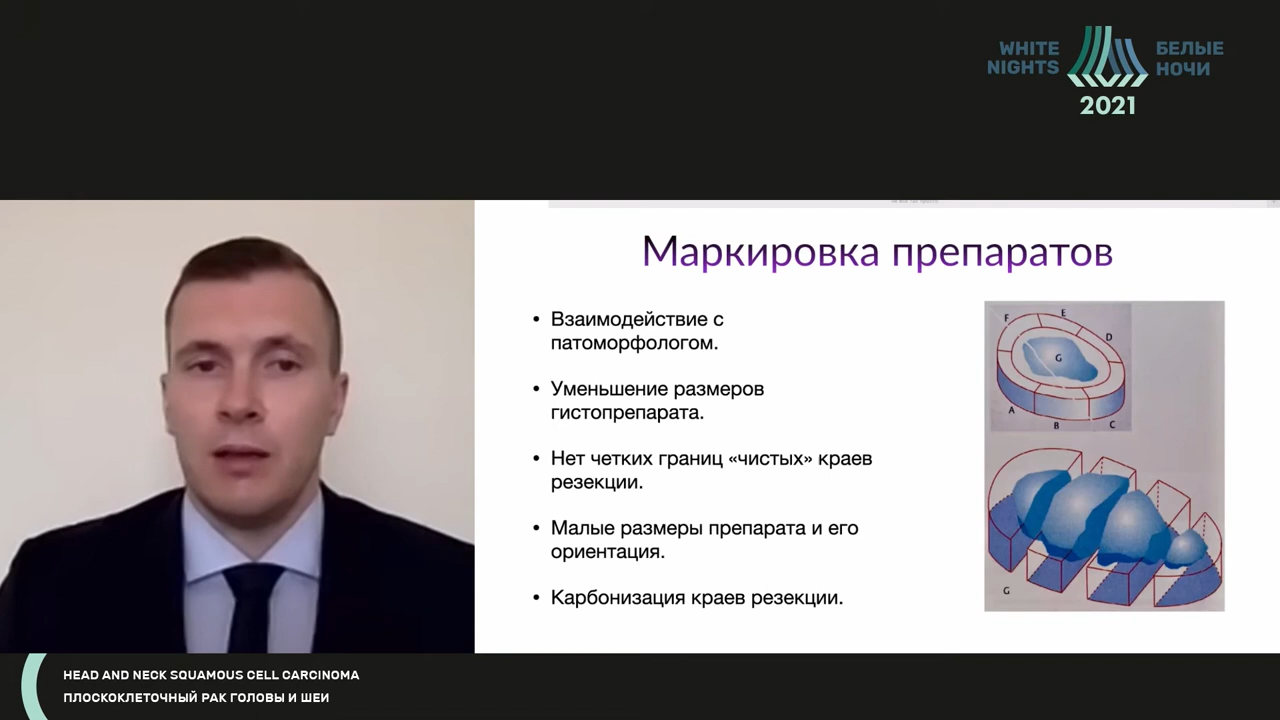 WHITE
NIGHTS
БЕЛЫЕ
НОЧИ
2021
Маркировка препаратов
• Взаимодействие с
патоморфологом.
• Уменьшение размеров
гистопрепарата.
• Нет четких границ «чистых» краев
резекции.
• Малые размеры препарата и его
ориентация.
• Карбонизация краев резекции.
F
E
D
G
A
B
C
G
HEAD AND NECK SQUAMOUS CELL CARCINOMA
ПЛОСКОКЛЕТОЧНЫЙ РАК ГОЛОВЫ И ШЕИ